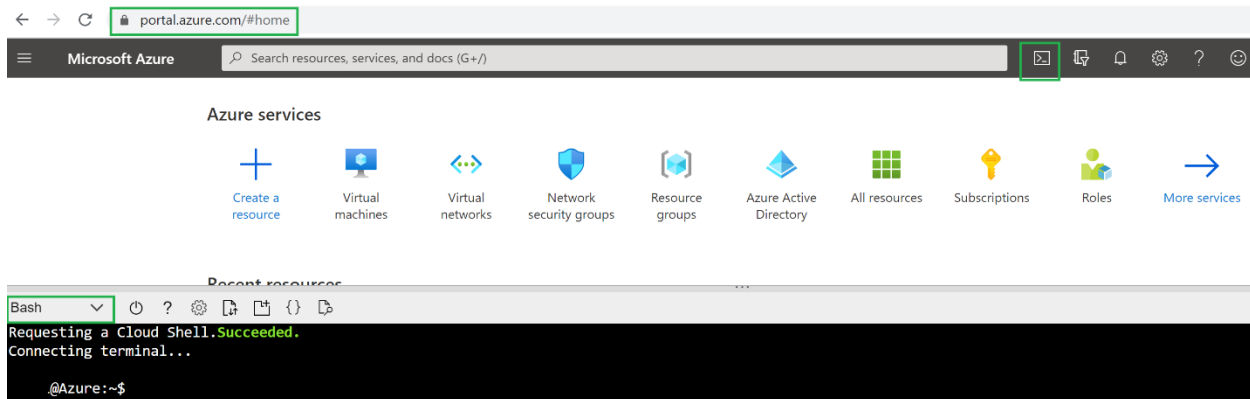 portal.azure.com/#home
Microsoft Azure
Search resources, services, and docs (G+/)
Azure services
Create a resource
Virtual machines
Virtual networks
Network security groups
Resource groups
Azure Active Directory
All resources
Subscriptions
Roles
More services
Recent resources
Bash
Requesting a Cloud Shell.Succeeded.
Connecting terminal...
@Azure:~$